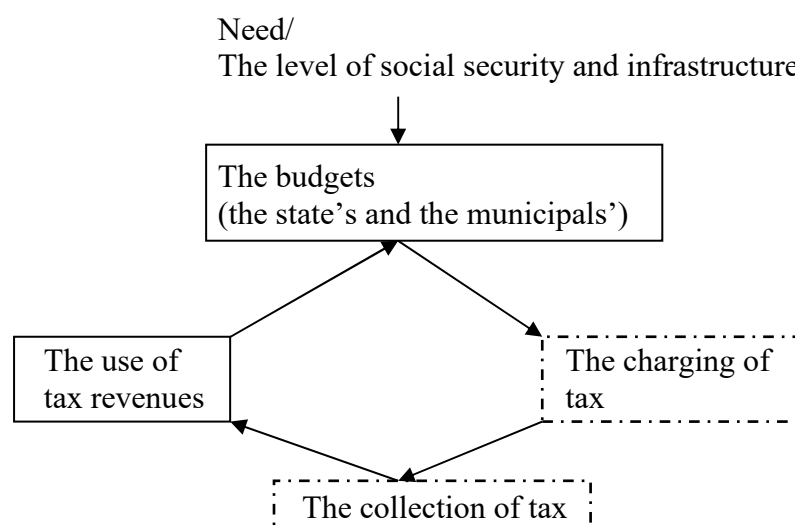 Need/
The level of social security and infrastructure
The budgets
(the state’s and the municipals’)
The use of
tax revenues
The charging of
tax
The collection of tax